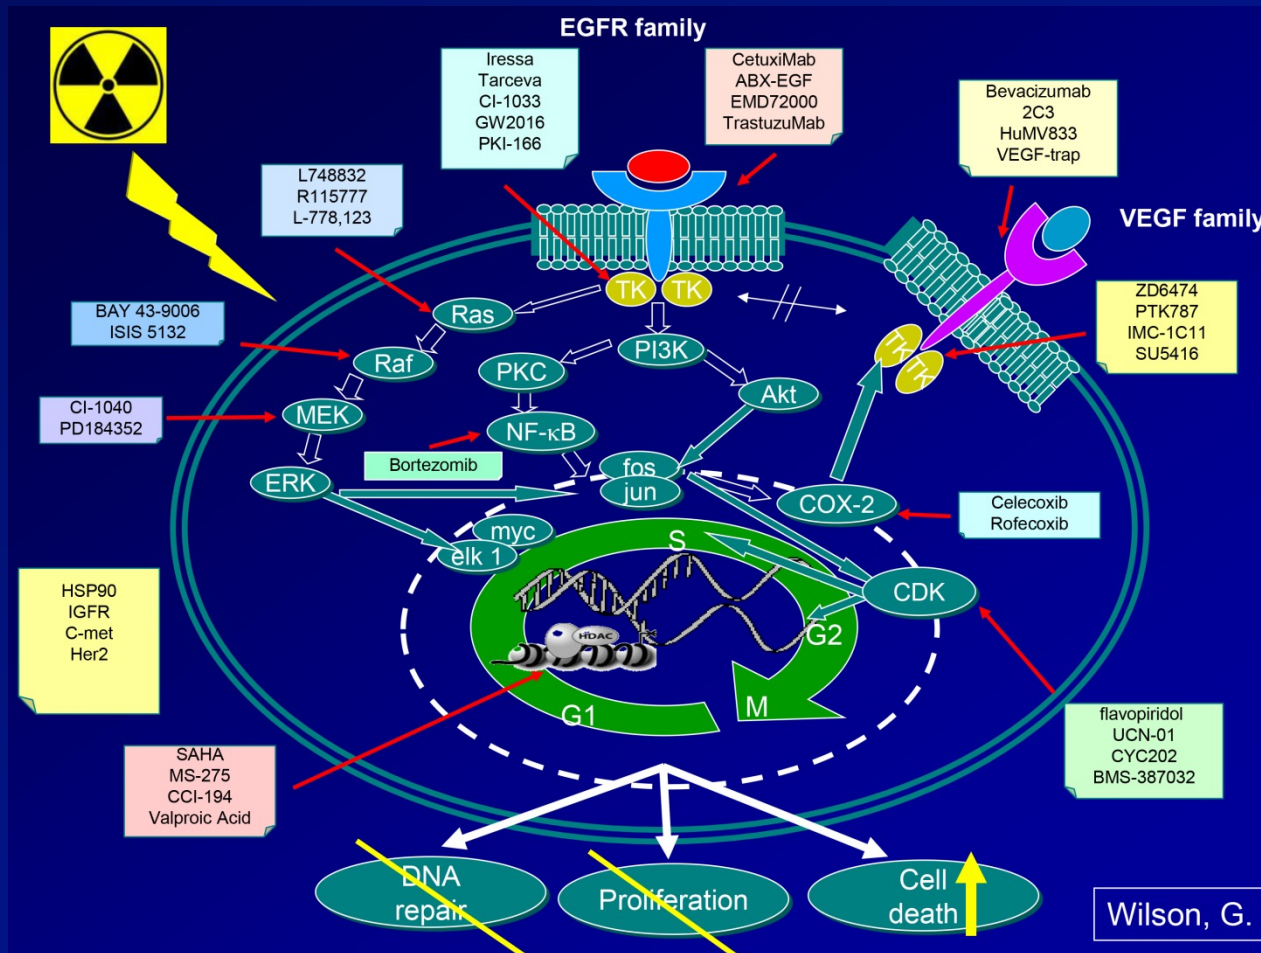 EGFR family
Iressa
Tarceva
CI-1033
GW2016
PKI-166
CetuxiMab
ABX-EGF
EMD72000
TrastuzuMab
Bevacizumab
2C3
HuMV833
VEGF-trap
L748832
R115777
L-778,123
VEGF family
BAY 43-9006
ISIS 5132
ZD6474
PTK787
IMC-1C11
SU5416
TK
TK
Ras
Raf
PI3K
PKC
TK
TK
Akt
CI-1040
PD184352
MEK
NF-κB
Bortezomib
ERK
fos
jun
COX-2
Celecoxib
Rofecoxib
myc
elk 1
S
CDK
HDAC
G2
HSP90
IGFR
C-met
Her2
G1
M
flavopiridol
UCN-01
CYC202
BMS-387032
SAHA
MS-275
CCI-194
Valproic Acid
DNA
repair
Proliferation
Cell
death
Wilson, G.